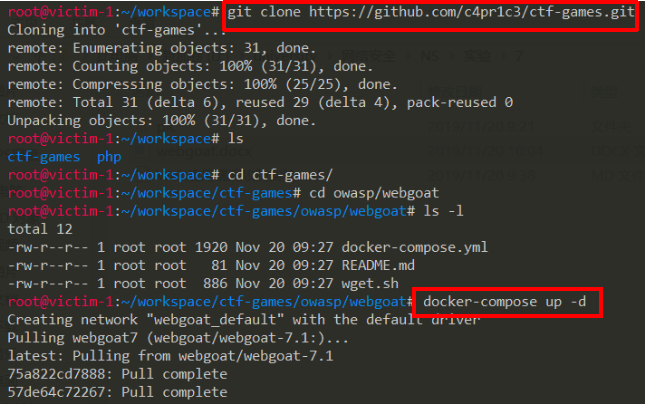 root@victim-1:~/workspace# git clone https://github.com/c4pr1c3/ctf-games.git
Cloning into 'ctf-games'...
remote: Enumerating objects: 31, done.
remote: Counting objects: 100% (31/31), done.
remote: Compressing objects: 100% (25/25), done.
remote: Total 31 (delta 6), reused 29 (delta 4), pack-reused 0
Unpacking objects: 100% (31/31), done.
root@victim-1:~/workspace# ls
ctf-games  php
root@victim-1:~/workspace# cd ctf-games/
root@victim-1:~/workspace/ctf-games# cd owasp/webgoat
root@victim-1:~/workspace/ctf-games/owasp/webgoat# ls -l
total 12
-rw-r--r-- 1 root root 1920 Nov 20 09:27 docker-compose.yml
-rw-r--r-- 1 root root   81 Nov 20 09:27 README.md
-rw-r--r-- 1 root root  886 Nov 20 09:27 wget.sh
root@victim-1:~/workspace/ctf-games/owasp/webgoat# docker-compose up -d
Creating network "webgoat_default" with the default driver
Pulling webgoat7 (webgoat/webgoat-7.1:)...
latest: Pulling from webgoat/webgoat-7.1
75a822cd7888: Pull complete
57de64c72267: Pull complete